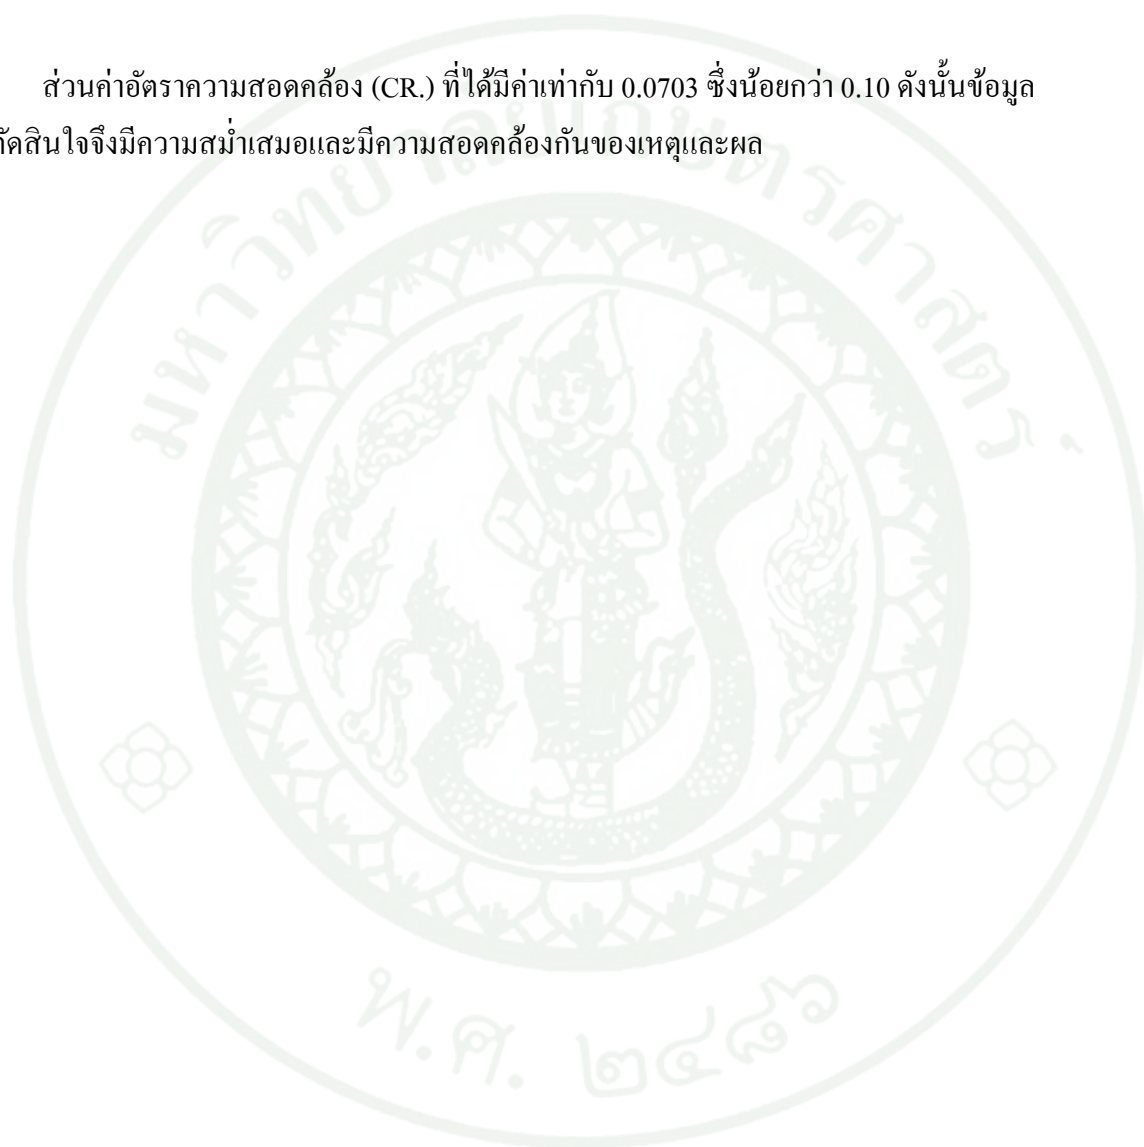 ส่วนค่าอัตราความสอดคล้อง (CR.) ที่ได้มีค่าเท่ากับ 0.0703 ซึ่งน้อยกว่า 0.10 ดังนั้นข้อมูล
ตัดสินใจจึงมีความสม่ำเสมอและมีความสอดคล้องกันของเหตุและผล
มหาวิทยาลัยเกษตรศาสตร์
พ.ศ. ๒๔๘๖